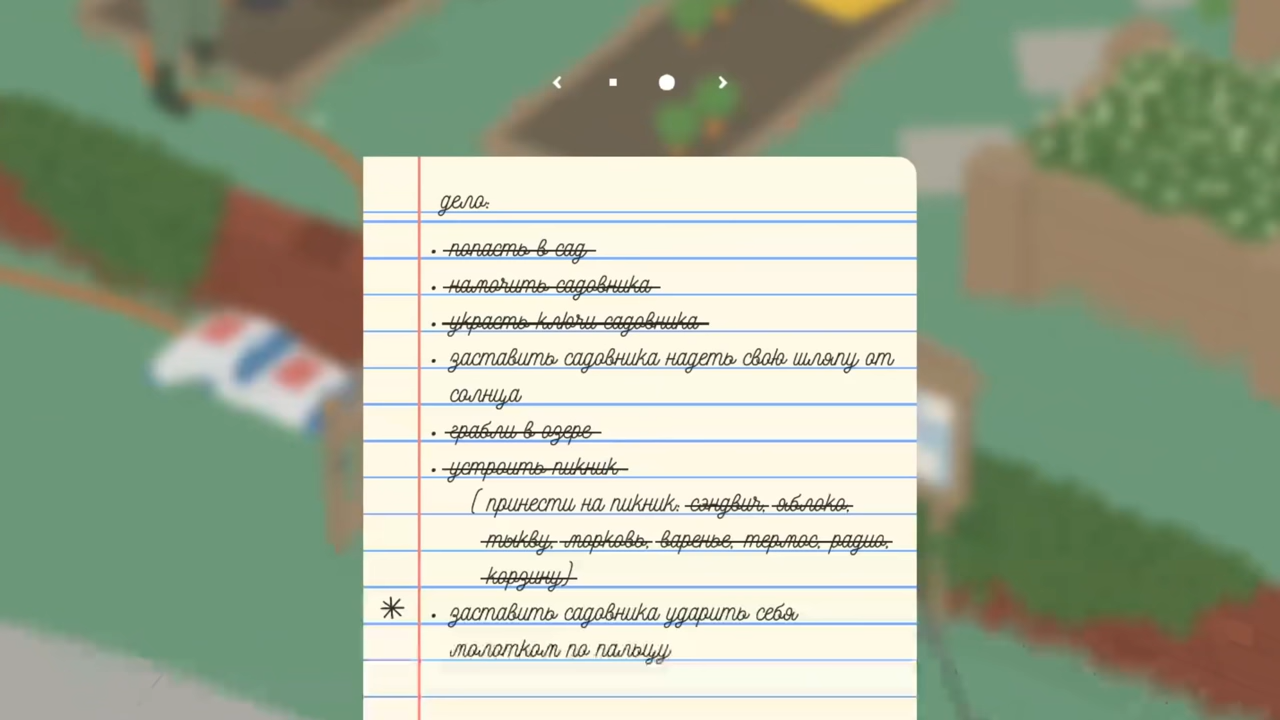 дело:
• попасть в сад
• намочить садовника
• украсть ключи садовника
• заставить садовника надеть свою шляпу от
солнца
• грабли в озере
• устроить пикник
( принести на пикник: сэндвич, яблоко,
тыкву, морковь, варенье, термос, радио,
корзину)
• заставить садовника ударить себя
молотком по пальцу